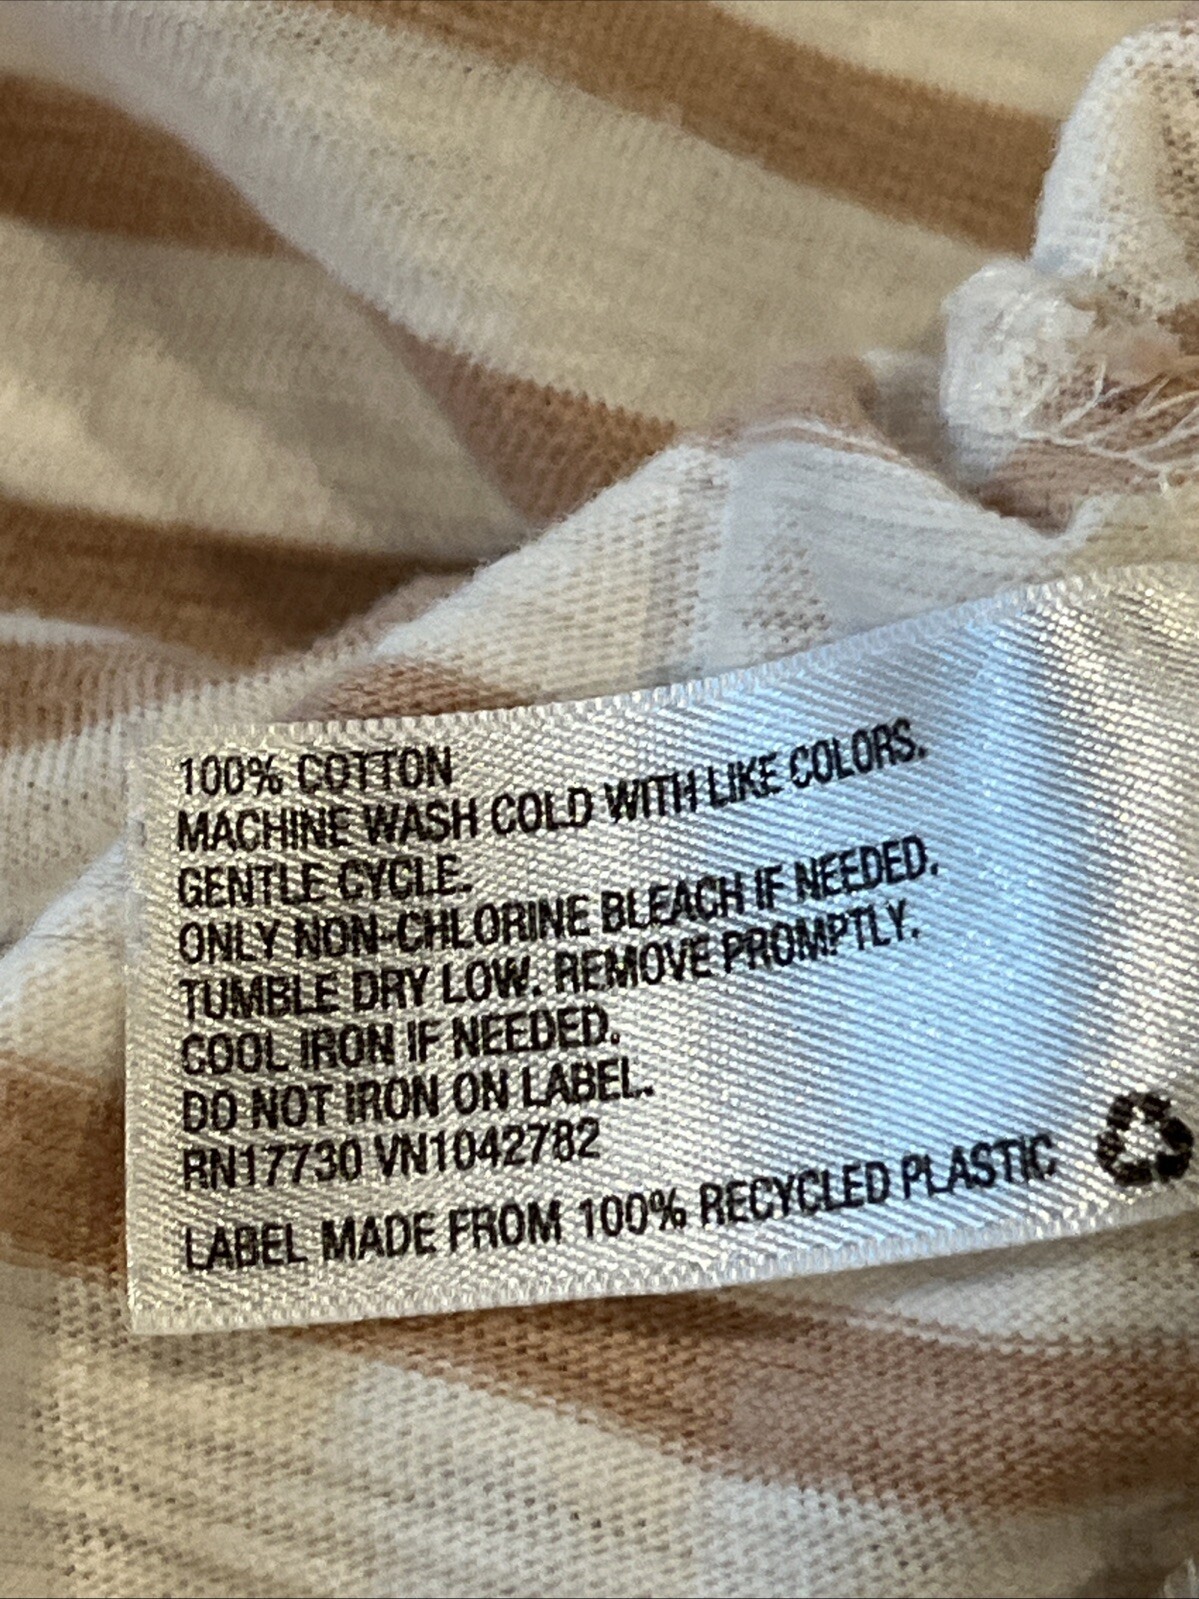 100% COTTON
MACHINE WASH COLD WITH LIKE COLORS.
GENTLE CYCLE.
ONLY NON-CHLORINE BLEACH IF NEEDED.
TUMBLE DRY LOW. REMOVE PROMPTLY.
COOL IRON IF NEEDED.
DO NOT IRON ON LABEL.
RN17730 VN1042782
LABEL MADE FROM 100% RECYCLED PLASTIC